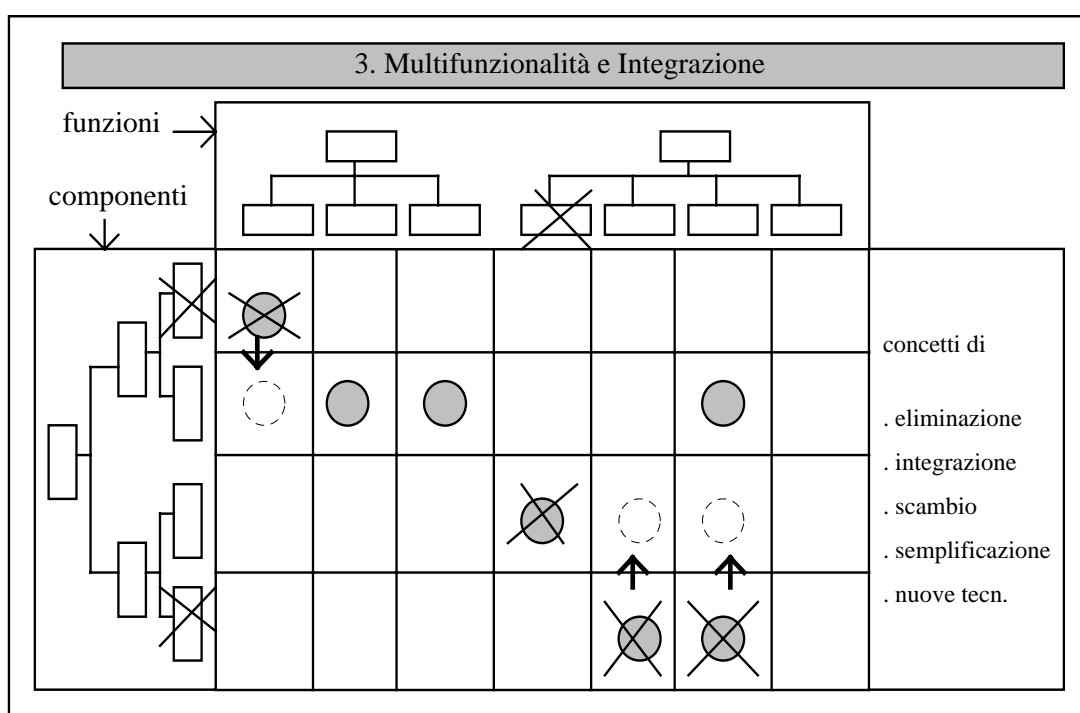 3. Multifunzionalità e Integrazione
funzioni
componenti
concetti di
. eliminazione
. integrazione
. scambio
. semplificazione
. nuove tecn.